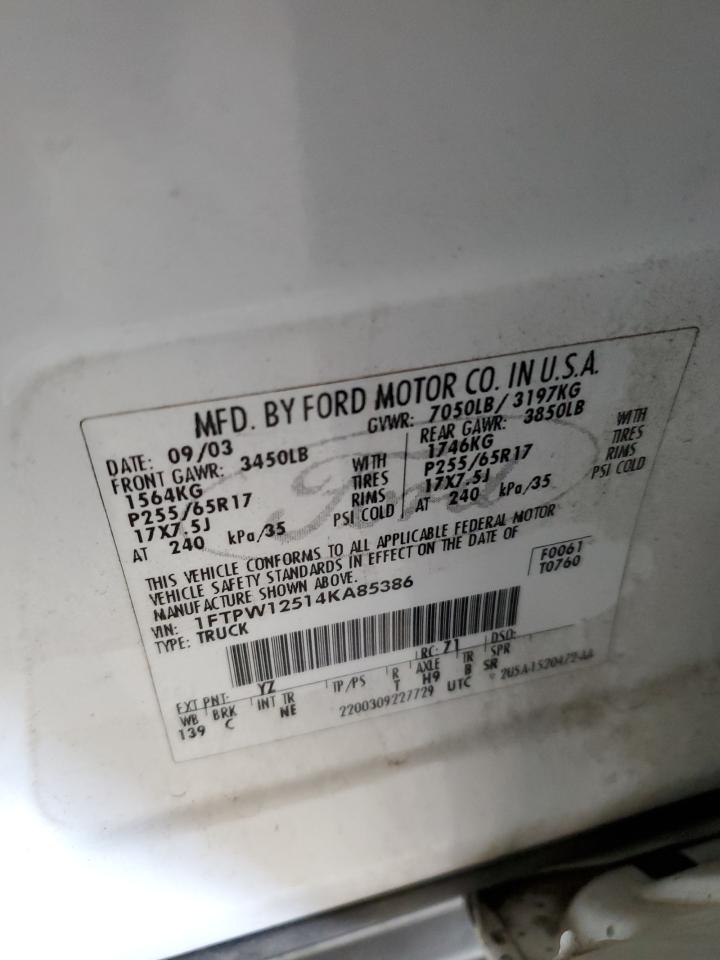 MFD. BY FORD MOTOR CO. IN U.S.A.
DATE: 09/03 GVWR: 7050LB/ 3197KG
FRONT GAWR: 3450LB REAR GAWR: 3850LB
1564KG WITH 1746KG WITH
P255/65R17 TIRES P255/65R17 TIRES
17X7.5J RIMS 17X7.5J RIMS
AT 240 kPa/35 PSI COLD AT 240 kPa/35 PSI COLD
THIS VEHICLE CONFORMS TO ALL APPLICABLE FEDERAL MOTOR
VEHICLE SAFETY STANDARDS IN EFFECT ON THE DATE OF
MANUFACTURE SHOWN ABOVE.
F0061
T0760
VIN: 1FTPW12514KA85386
TYPE: TRUCK
Ford
EXT PNT: YZ RC: 71 DSO:
WB BRK INT TR TP/PS R AXLE TR SPR
139 C NE T H9 B SR
2200309227729 UTC